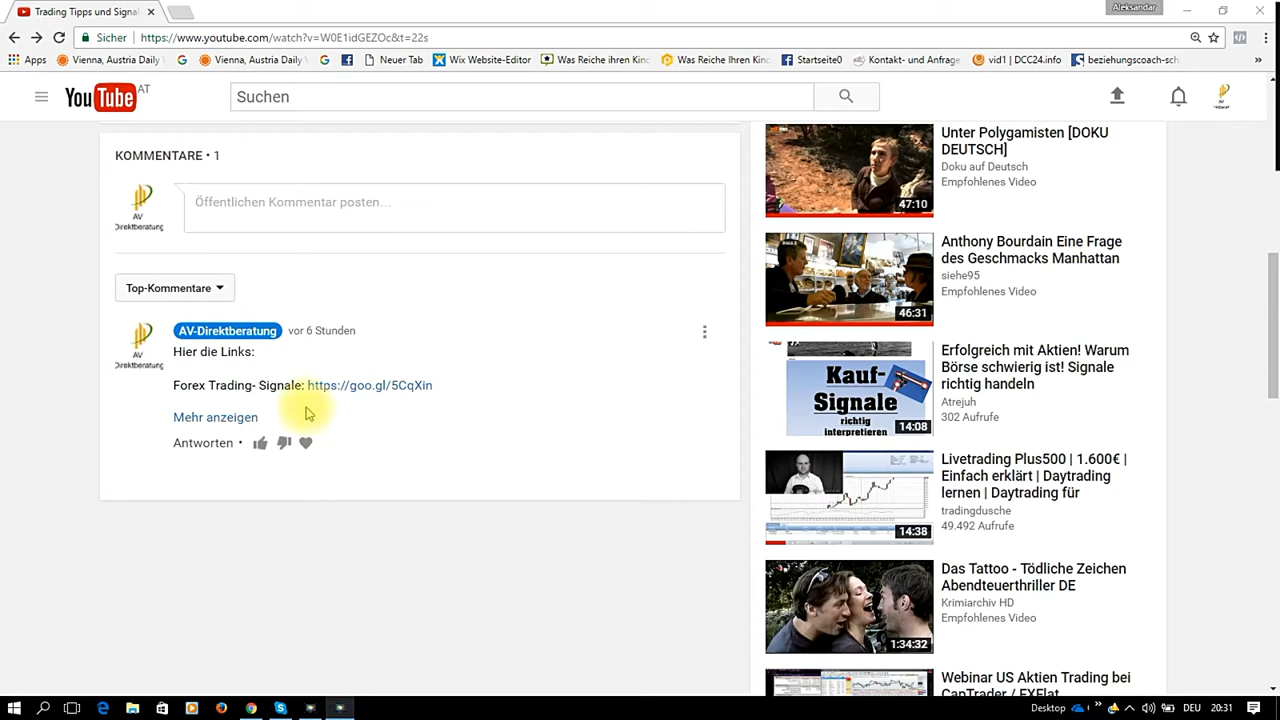 Trading Tipps und Signal
Aleksandar
Sicher
https://www.youtube.com/watch?v=W0E1idGEZOc&t=22s
Apps
Vienna, Austria Daily
Vienna, Austria Daily
Neuer Tab
Wix Website-Editor
Was Reiche ihren Kind
Was Reiche Ihren Kind
Startseite0
Kontakt- und Anfrage
vid1 | DCC24.info
beziehungscoach-sch
YouTube AT
Suchen
KOMMENTARE • 1
AV
Direktberatung
Öffentlichen Kommentar posten...
Top-Kommentare
AV
Direktberatung
AV-Direktberatung vor 6 Stunden
Hier die Links:
Forex Trading- Signale: https://goo.gl/5CqXin
Mehr anzeigen
Antworten •
47:10
Unter Polygamisten [DOKU
DEUTSCH]
Doku auf Deutsch
Empfohlenes Video
46:31
Anthony Bourdain Eine Frage
des Geschmacks Manhattan
siehe95
Empfohlenes Video
Kauf-
Signale
richtig
interpretieren
14:08
Erfolgreich mit Aktien! Warum
Börse schwierig ist! Signale
richtig handeln
Atrejuh
302 Aufrufe
14:38
Livetrading Plus500 | 1.600€ |
Einfach erklärt | Daytrading
lernen | Daytrading für
tradingdusche
49.492 Aufrufe
1:34:32
Das Tattoo - Tödliche Zeichen
Abendteuerthriller DE
Krimiarchiv HD
Empfohlenes Video
Webinar US Aktien Trading bei
Desktop
DEU
20:31